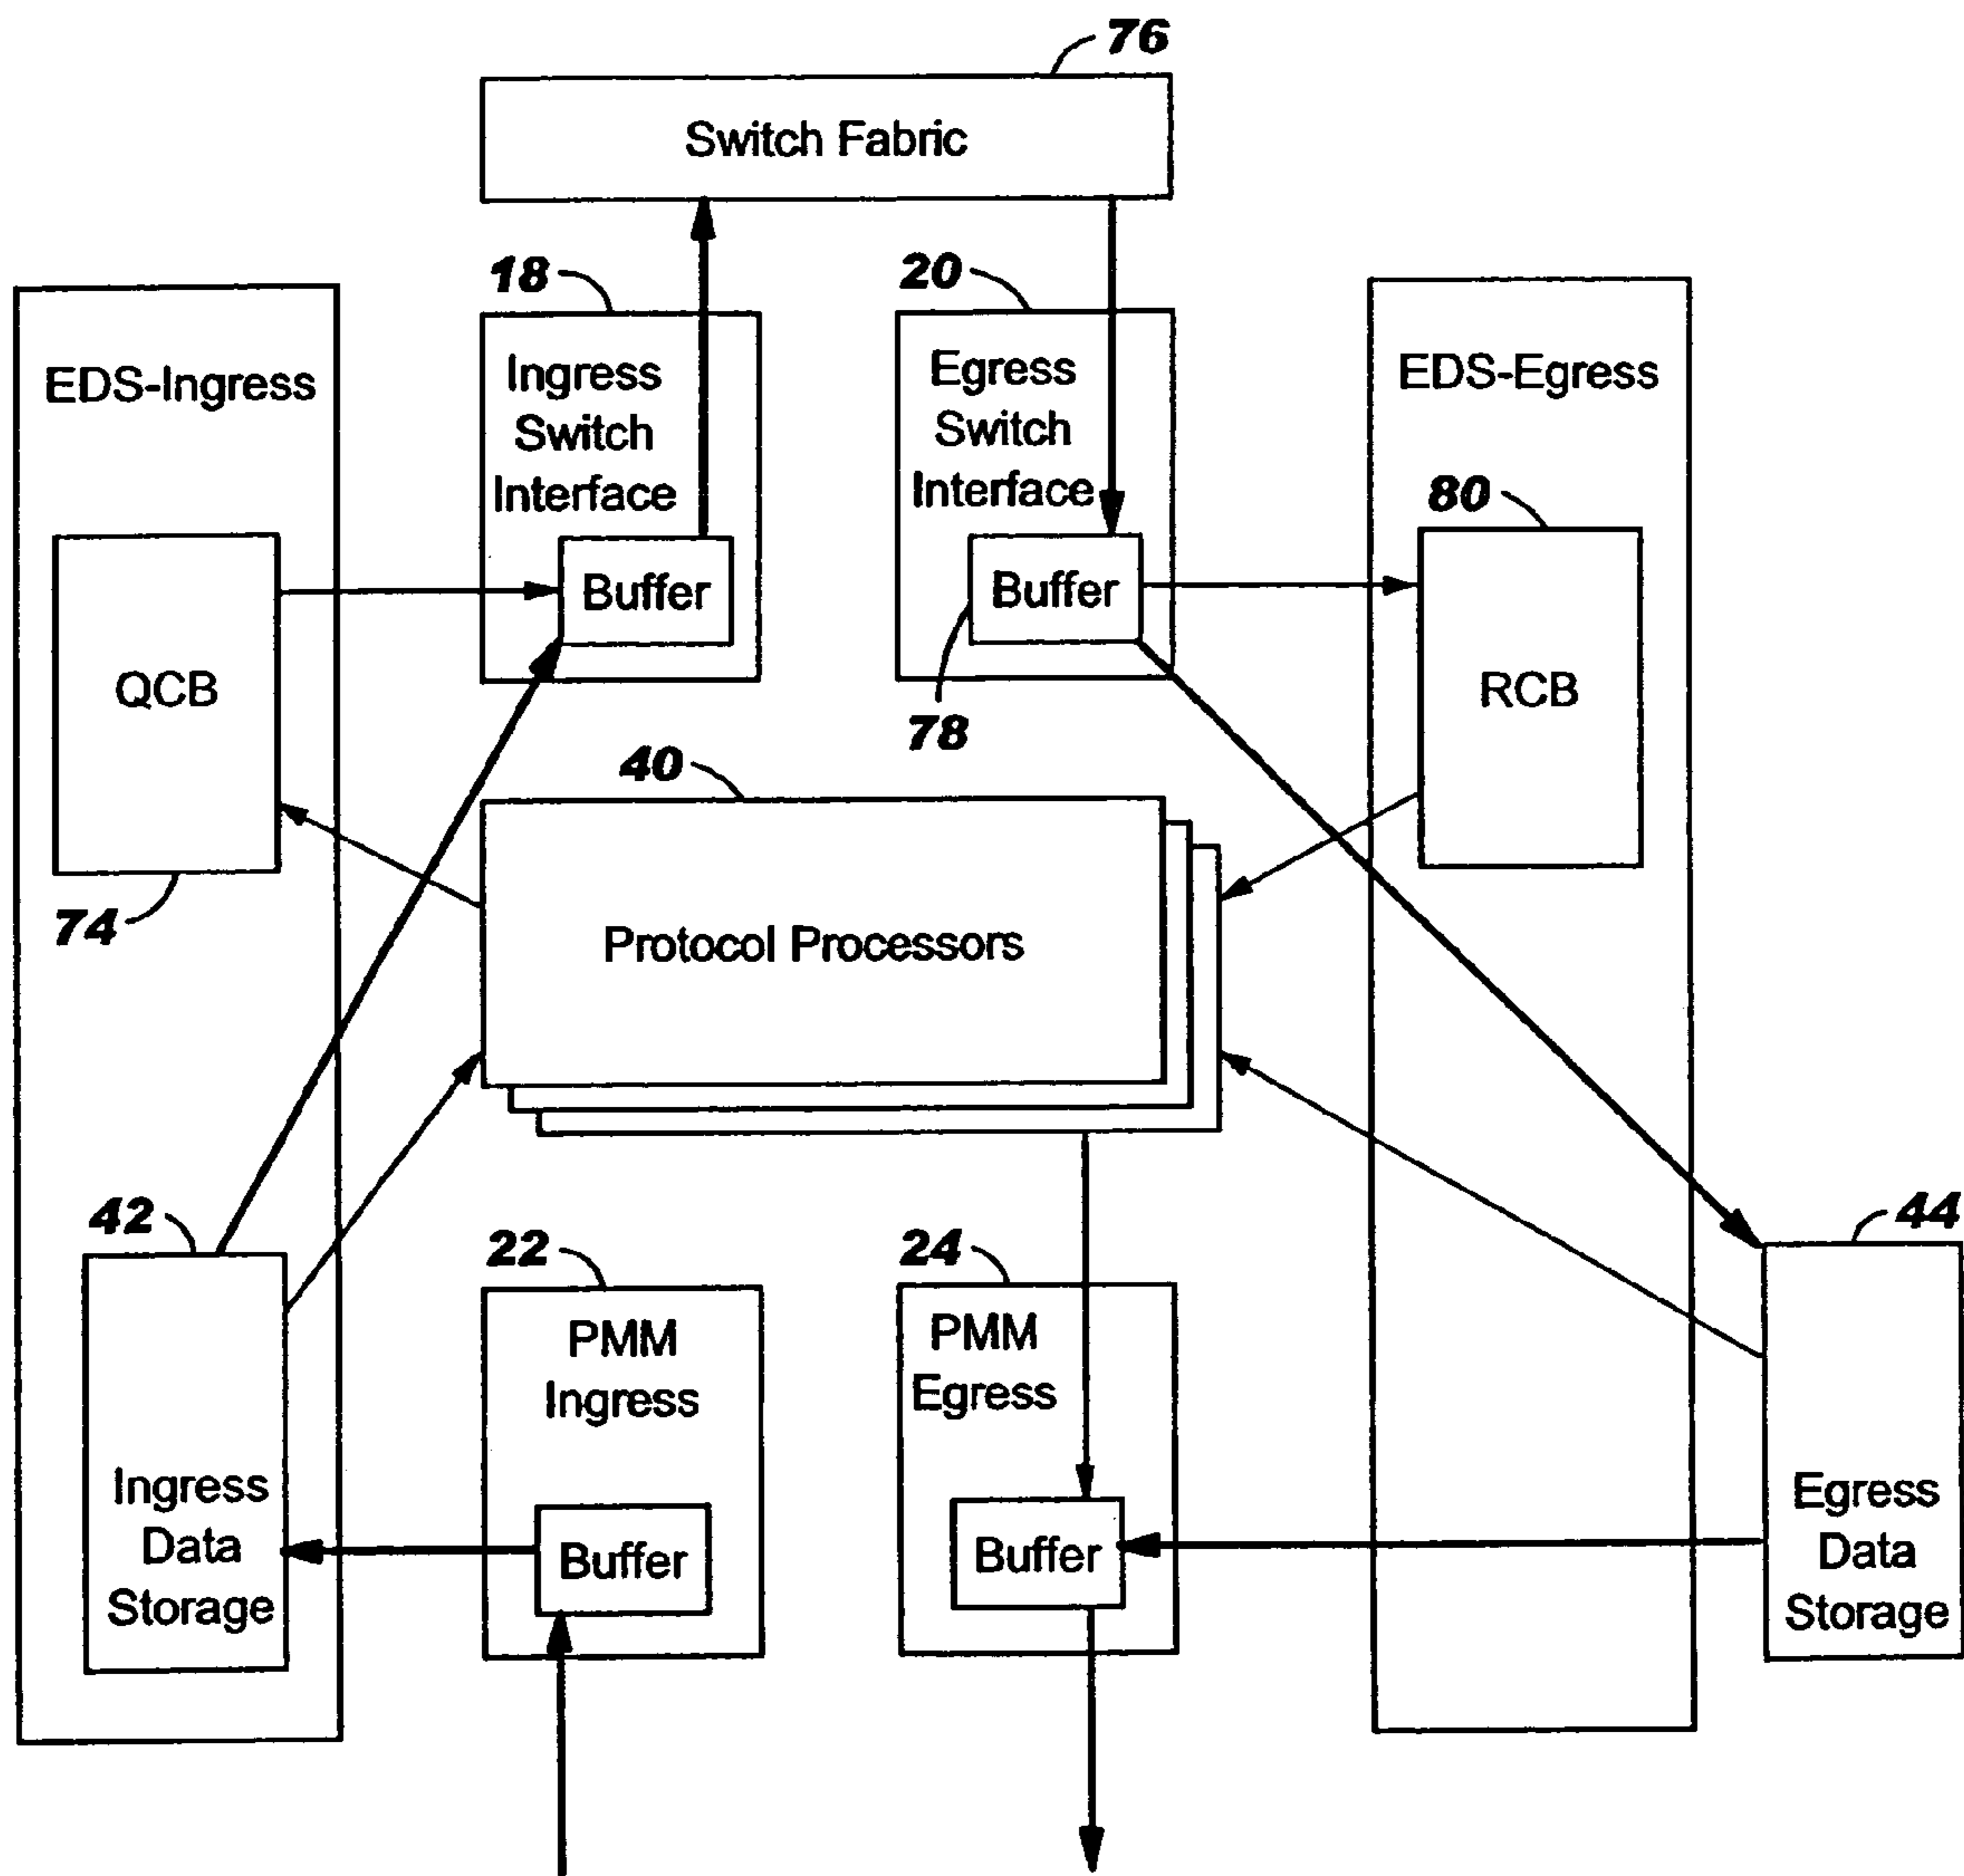 76
Switch Fabric
18
20
EDS-Ingress
Ingress
Switch
Interface
Egress
Switch
Interface
EDS-Egress
80
Buffer
Buffer
QCB
RCB
78
40
74
Protocol Processors
42
22
24
44
PMM
Ingress
PMM
Egress
Ingress
Data
Storage
Buffer
Buffer
Egress
Data
Storage